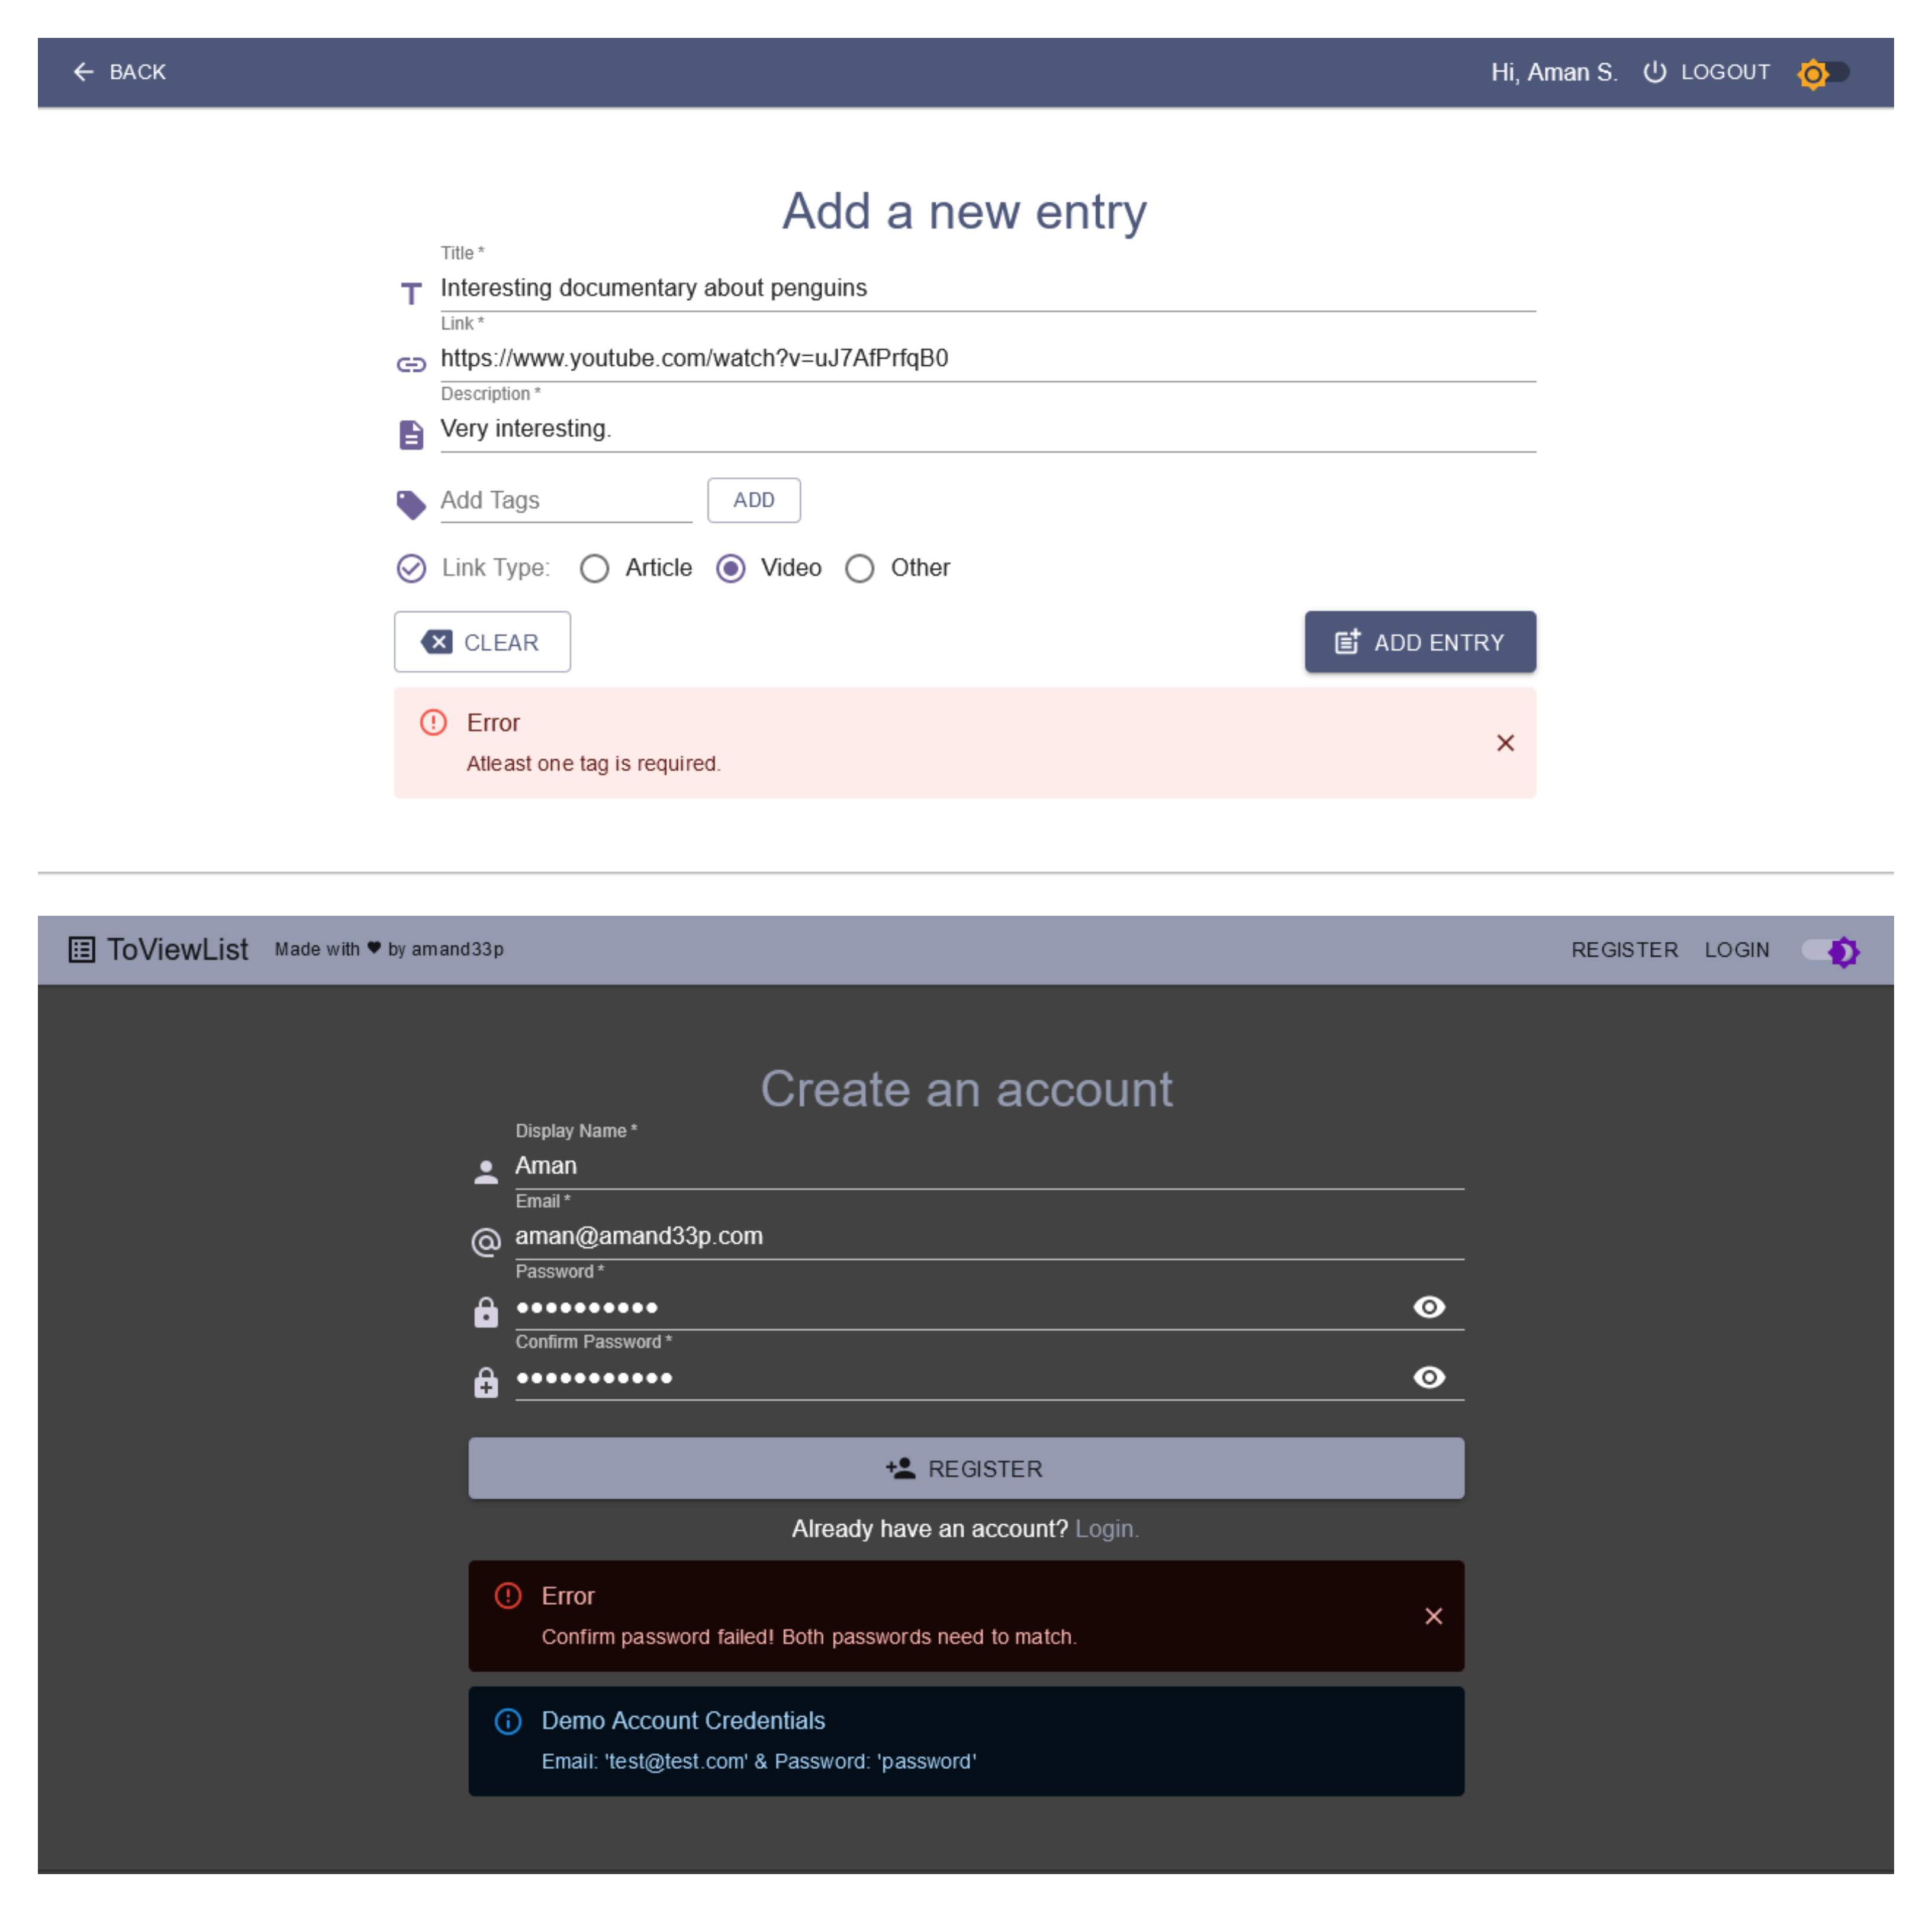 BACK Hi, Aman S. LOGOUT
Add a new entry
Title *
Interesting documentary about penguins
Link *
https://www.youtube.com/watch?v=uJ7AfPrfqB0
Description *
Very interesting.
Add Tags ADD
Link Type: Article Video Other
CLEAR ADD ENTRY
Error
Atleast one tag is required.
ToViewList Made with ♥ by amand33p REGISTER LOGIN
Create an account
Display Name *
Aman
Email *
aman@amand33p.com
Password *
••••••••••
Confirm Password *
•••••••••••
REGISTER
Already have an account? Login.
Error
Confirm password failed! Both passwords need to match.
Demo Account Credentials
Email: 'test@test.com' & Password: 'password'